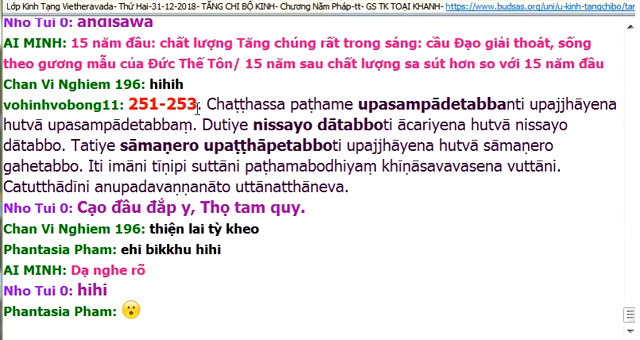 Lớp Kinh Tạng Vietheravada- Thứ Hai-31-12-2018- TĂNG CHI BỘ KINH- Chương Năm Pháp-tt- GS TK TOẠI KHANH- https://www.budsas.org/uni/u-kinh-tangchibo/tan
Nho Tui 0: andisawa
AI MINH: 15 năm đầu: chất lượng Tăng chúng rất trong sáng: cầu Đạo giải thoát, sống
theo gương mẫu của Đức Thế Tôn/ 15 năm sau chất lượng sa sút hơn so với 15 năm đầu
Chan Vi Nghiem 196: hihih
vohinhvobong11: 251-253. Chaṭṭhassa paṭhame upasampādetabbanti upajjhāyena
hutvā upasampādetabbaṃ. Dutiye nissayo dātabboti ācariyena hutvā nissayo
dātabbo. Tatiye sāmaṇero upaṭṭhāpetabboti upajjhāyena hutvā sāmaṇero
gahetabbo. Iti imāni tīṇipi suttāni paṭhamabodhiyaṃ khīṇāsavavasena vuttāni.
Catutthādīni anupadavaṇṇanāto uttānatthāneva.
Nho Tui 0: Cạo đầu đắp y, Thọ tam quy.
Chan Vi Nghiem 196: thiện lai tỳ kheo
Phantasia Pham: ehi bikkhu hihi
AI MINH: Dạ nghe rõ
Nho Tui 0: hihi
Phantasia Pham: